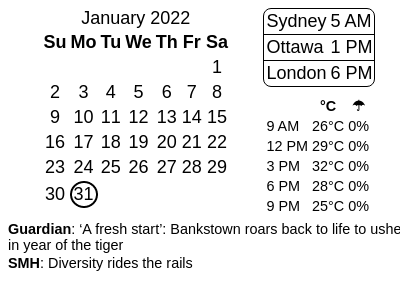 January 2022
Su Mo Tu We Th Fr Sa
1
2 3 4 5 6 7 8
9 10 11 12 13 14 15
16 17 18 19 20 21 22
23 24 25 26 27 28 29
30 31
Sydney 5 AM
Ottawa 1 PM
London 6 PM
°C ☂
9 AM 26°C 0%
12 PM 29°C 0%
3 PM 32°C 0%
6 PM 28°C 0%
9 PM 25°C 0%
Guardian: ‘A fresh start’: Bankstown roars back to life to ushe
in year of the tiger
SMH: Diversity rides the rails